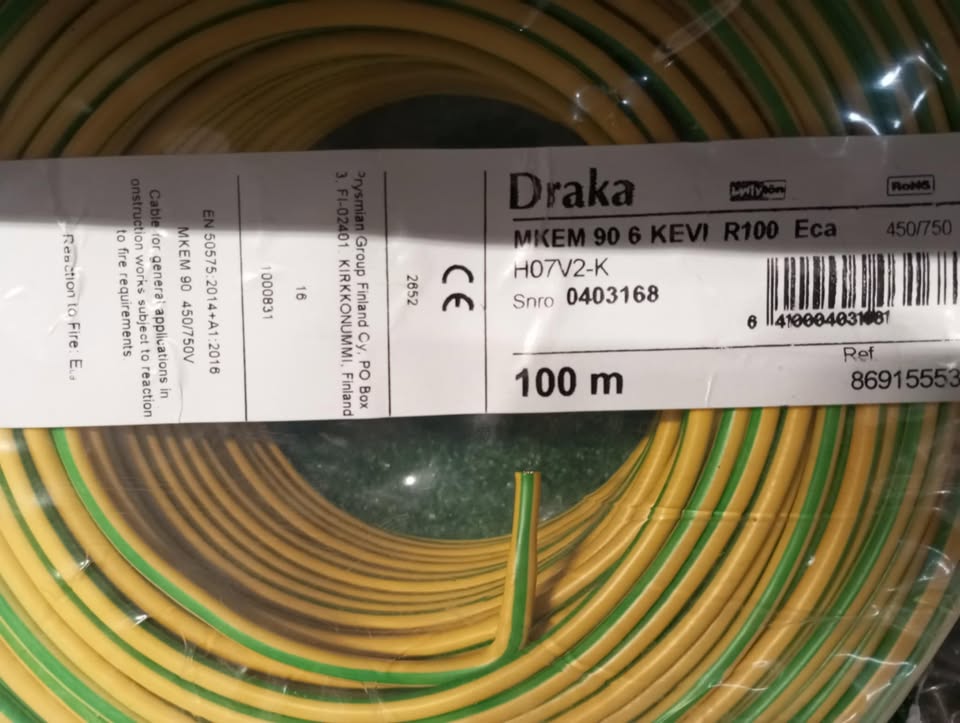 Draka
RoHS
MKEM 90 6 KEVI R100 Eca
450/750
H07V2-K
Snro 0403168
100 m
Ref
86915553
CE
2852
Prysmian Group Finland Oy, PO Box
3, FI-02401 KIRKKONUMMI, Finland
16
1000831
EN 50575:2014+A1:2016
MKEM 90 450/750V
Cable for general applications in
onstruction works subject to reaction
to fire requirements
Reaction to Fire: